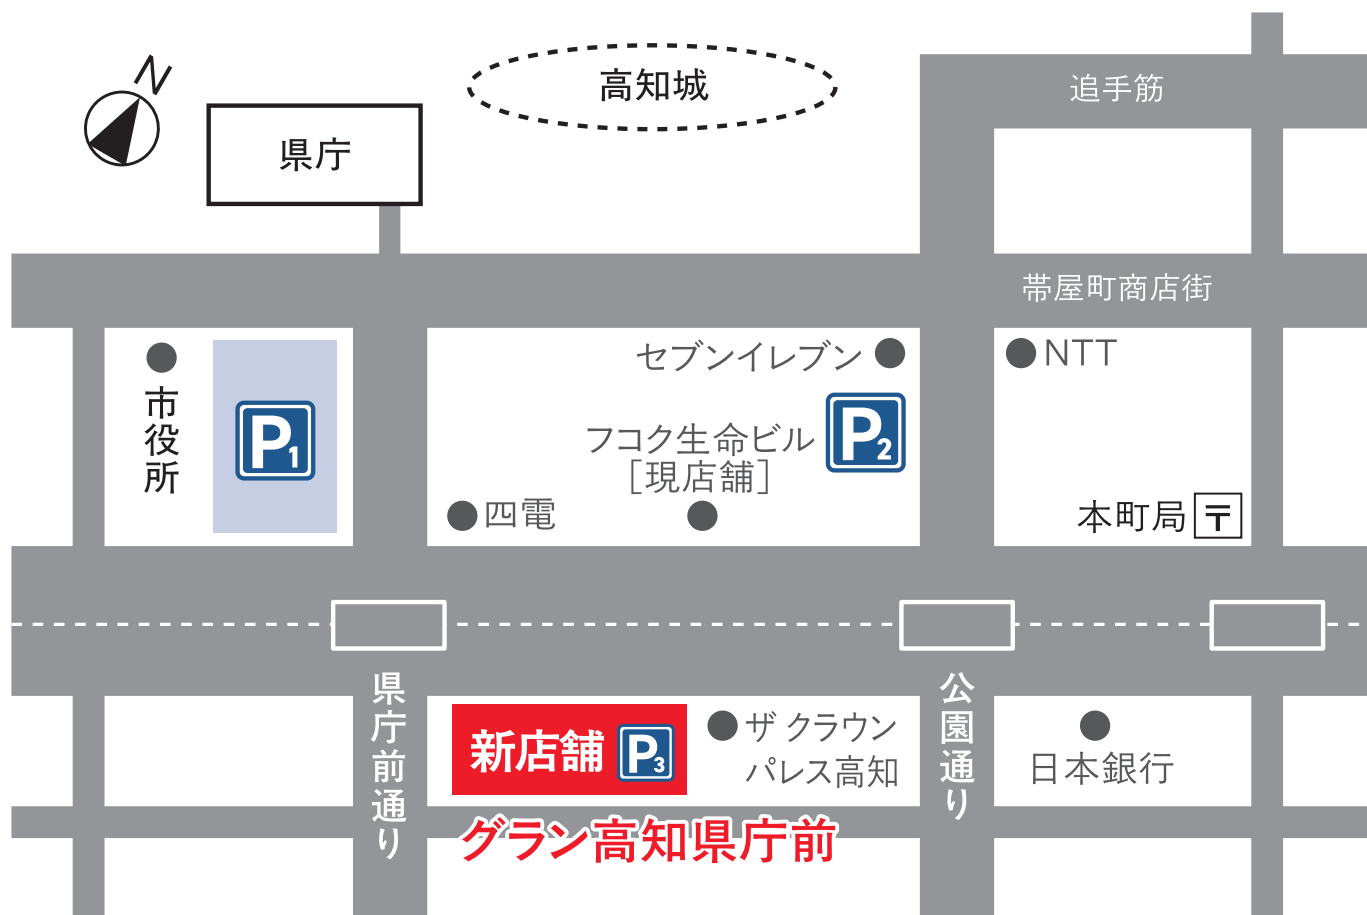 N
高知城
追手筋
県庁
帯屋町商店街
セブンイレブン
NTT
市役所
P1
フコク生命ビル
[現店舗]
P2
四電
本町局
〒
県庁前通り
公園通り
新店舗
P3
ザ クラウン
パレス高知
日本銀行
グラン高知県庁前